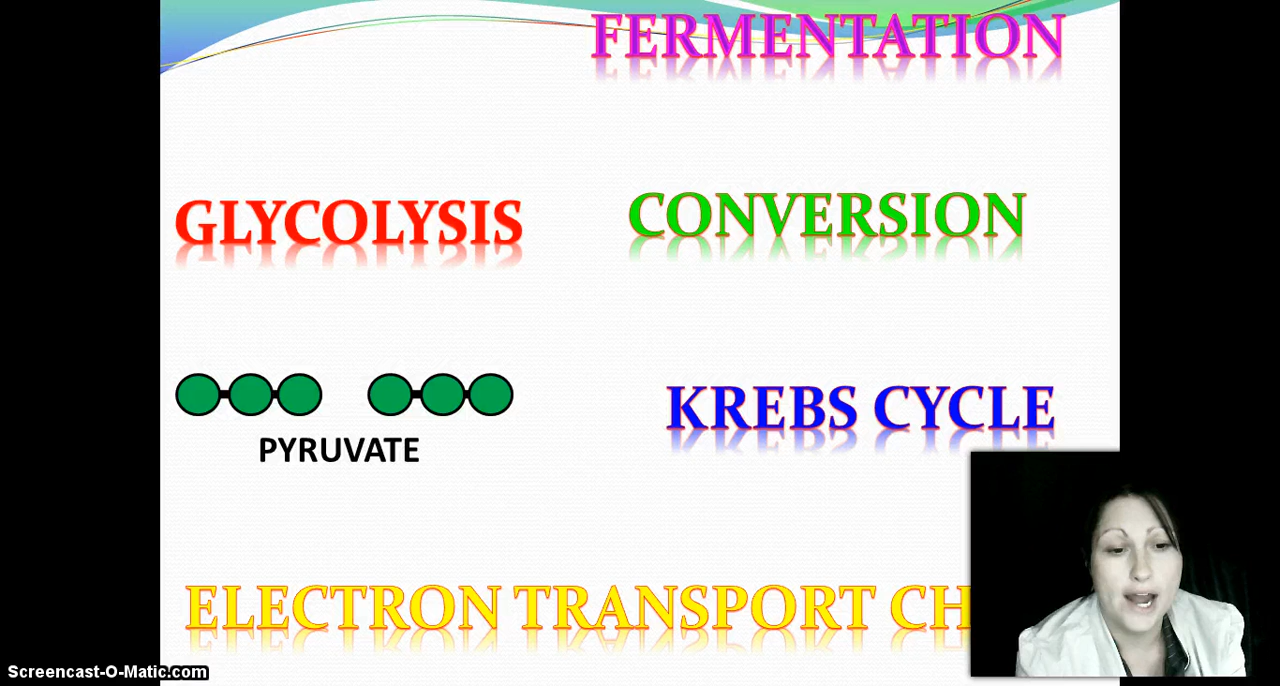 FERMENTATION
GLYCOLYSIS
CONVERSION
PYRUVATE
KREBS CYCLE
ELECTRON TRANSPORT CH
Screencast-O-Matic.com